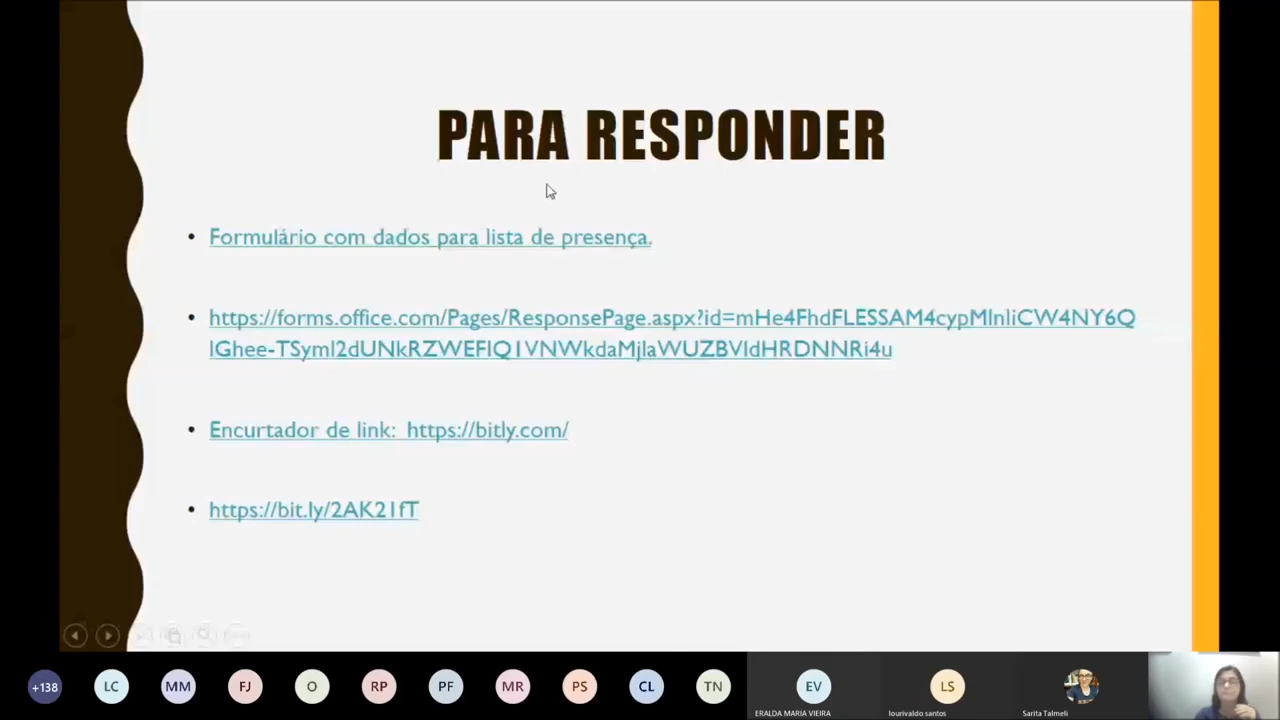 PARA RESPONDER
• Formulário com dados para lista de presença.
• https://forms.office.com/Pages/ResponsePage.aspx?id=mHe4FhdFLESSAM4cypMlnliCW4NY6Q
lGhee-TSyml2dUNkRZWEFIQ1VNWkdaMjlaWUZBVldHRDNNRi4u
• Encurtador de link: https://bitly.com/
• https://bit.ly/2AK21fT
+138
LC
MM
FJ
O
RP
PF
MR
PS
CL
TN
EV
LS
ERALDA MARIA VIEIRA
lourivaldo santos
Sarita Talmeli